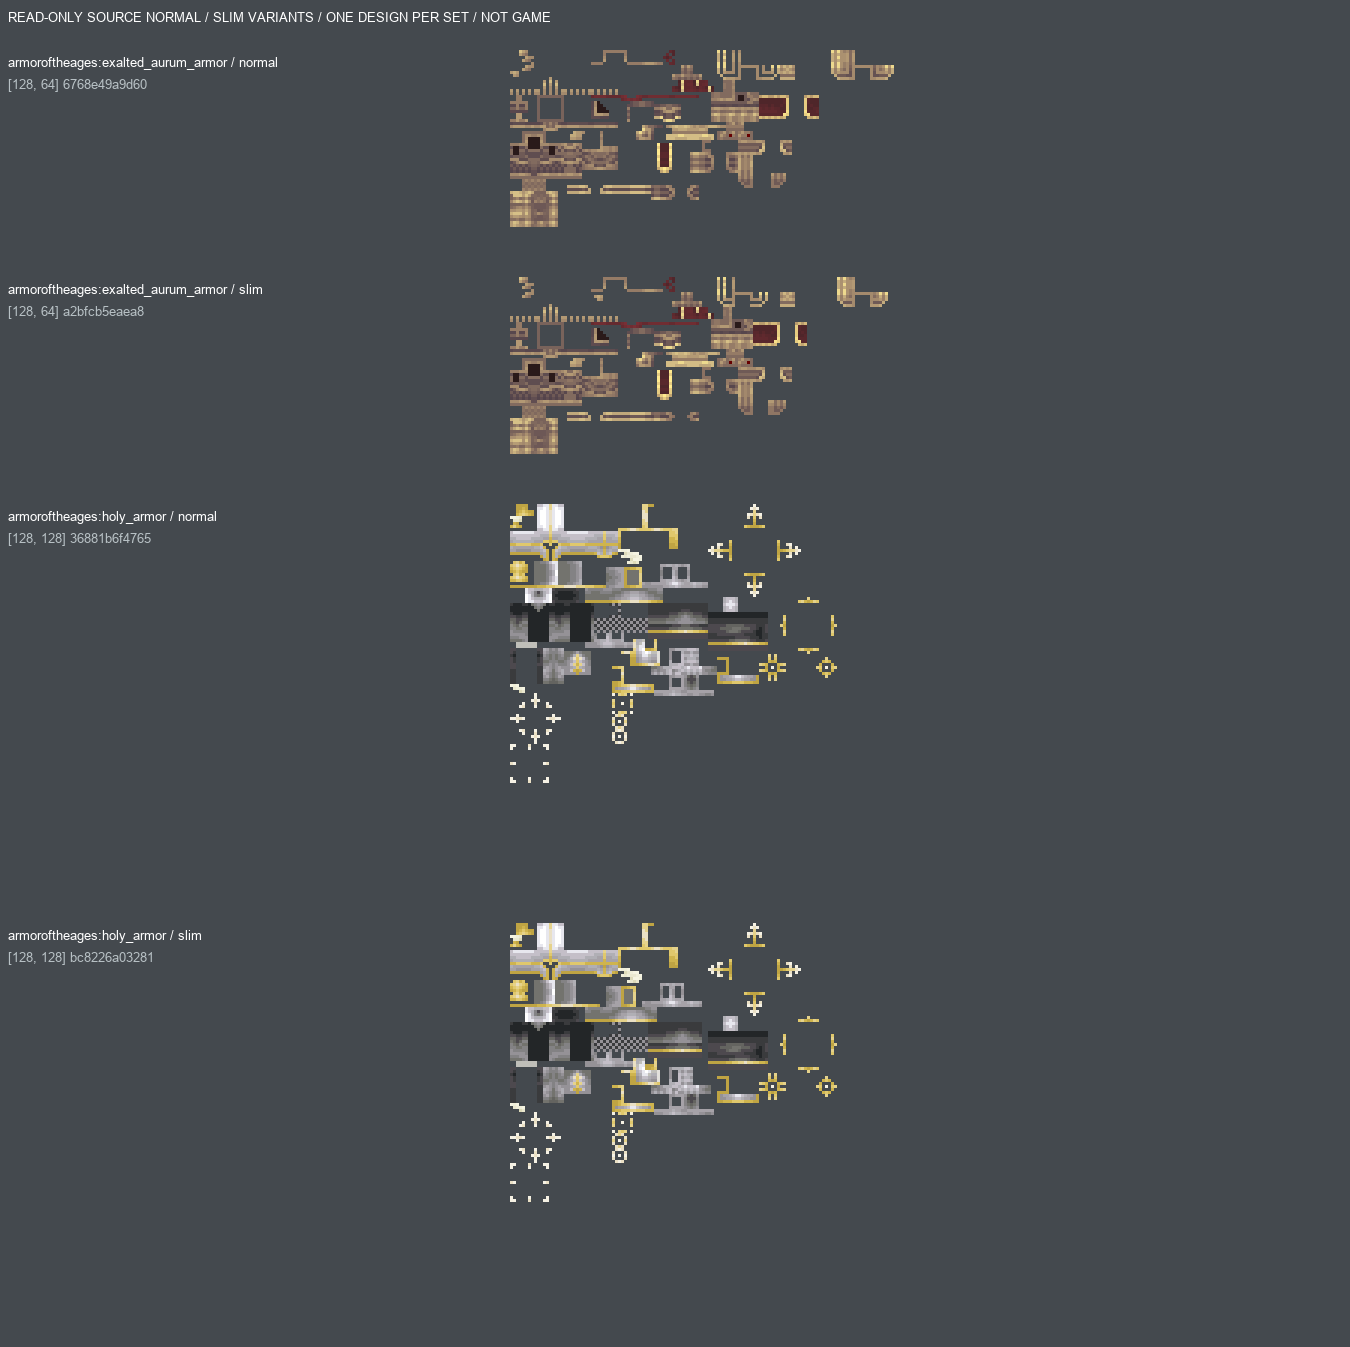 READ-ONLY SOURCE NORMAL / SLIM VARIANTS / ONE DESIGN PER SET / NOT GAME
armoroftheages:exalted_aurum_armor / normal
[128, 64] 6768e49a9d60
armoroftheages:exalted_aurum_armor / slim
[128, 64] a2bfcb5eaea8
armoroftheages:holy_armor / normal
[128, 128] 36881b6f4765
armoroftheages:holy_armor / slim
[128, 128] bc8226a03281